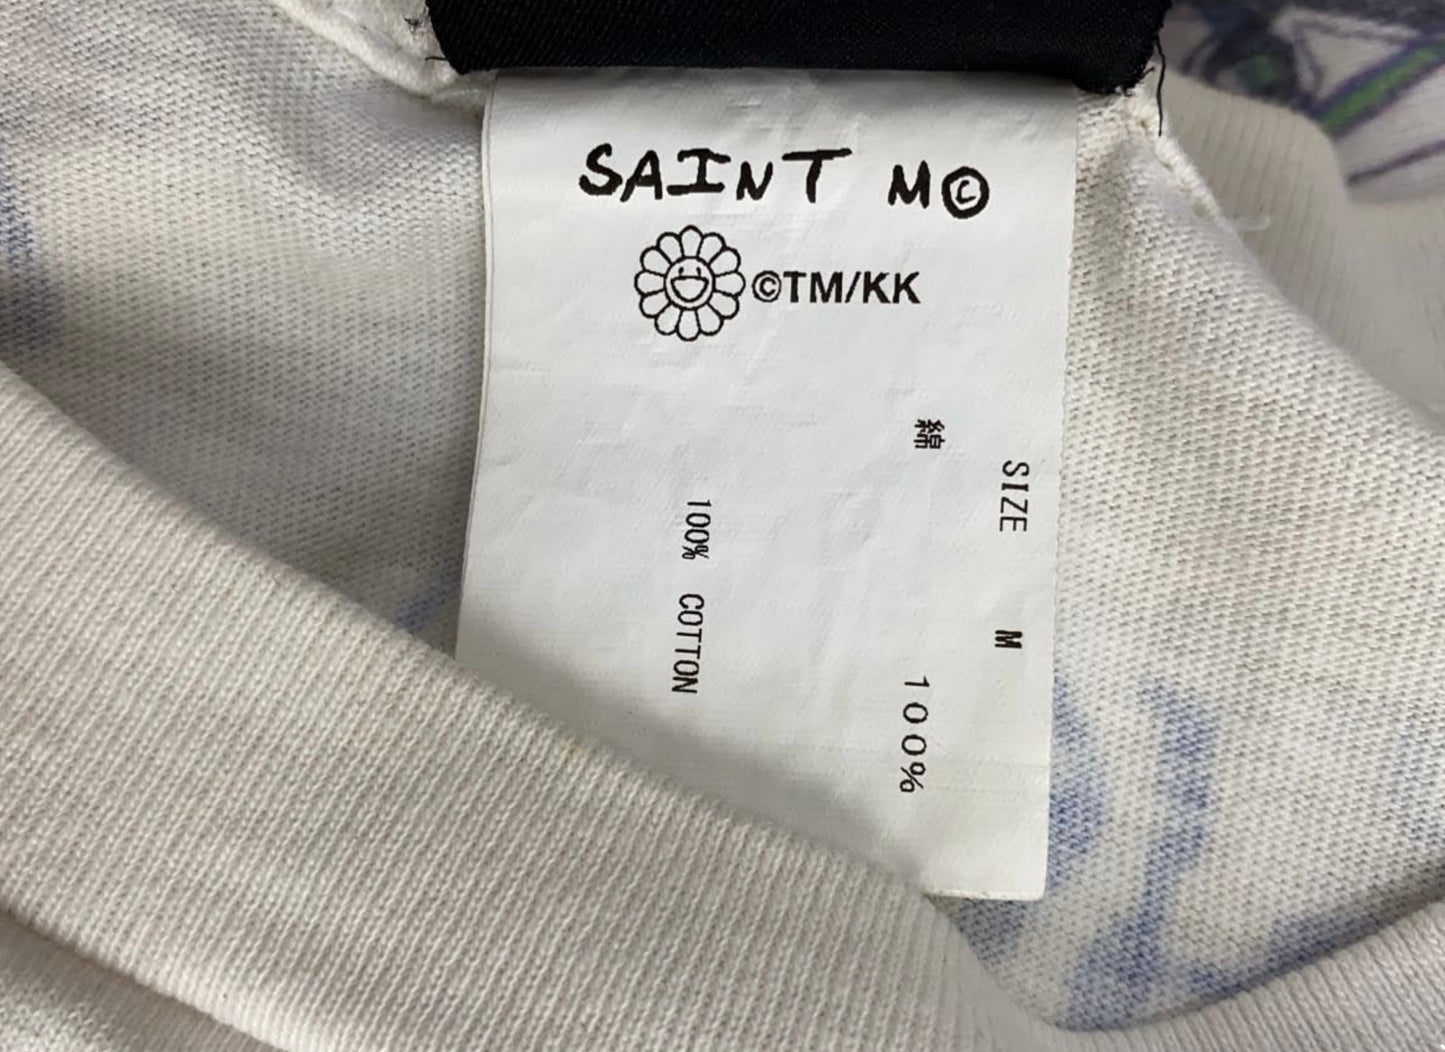 SAINT M©
©TM/KK
SIZE M
綿 100%
100% COTTON